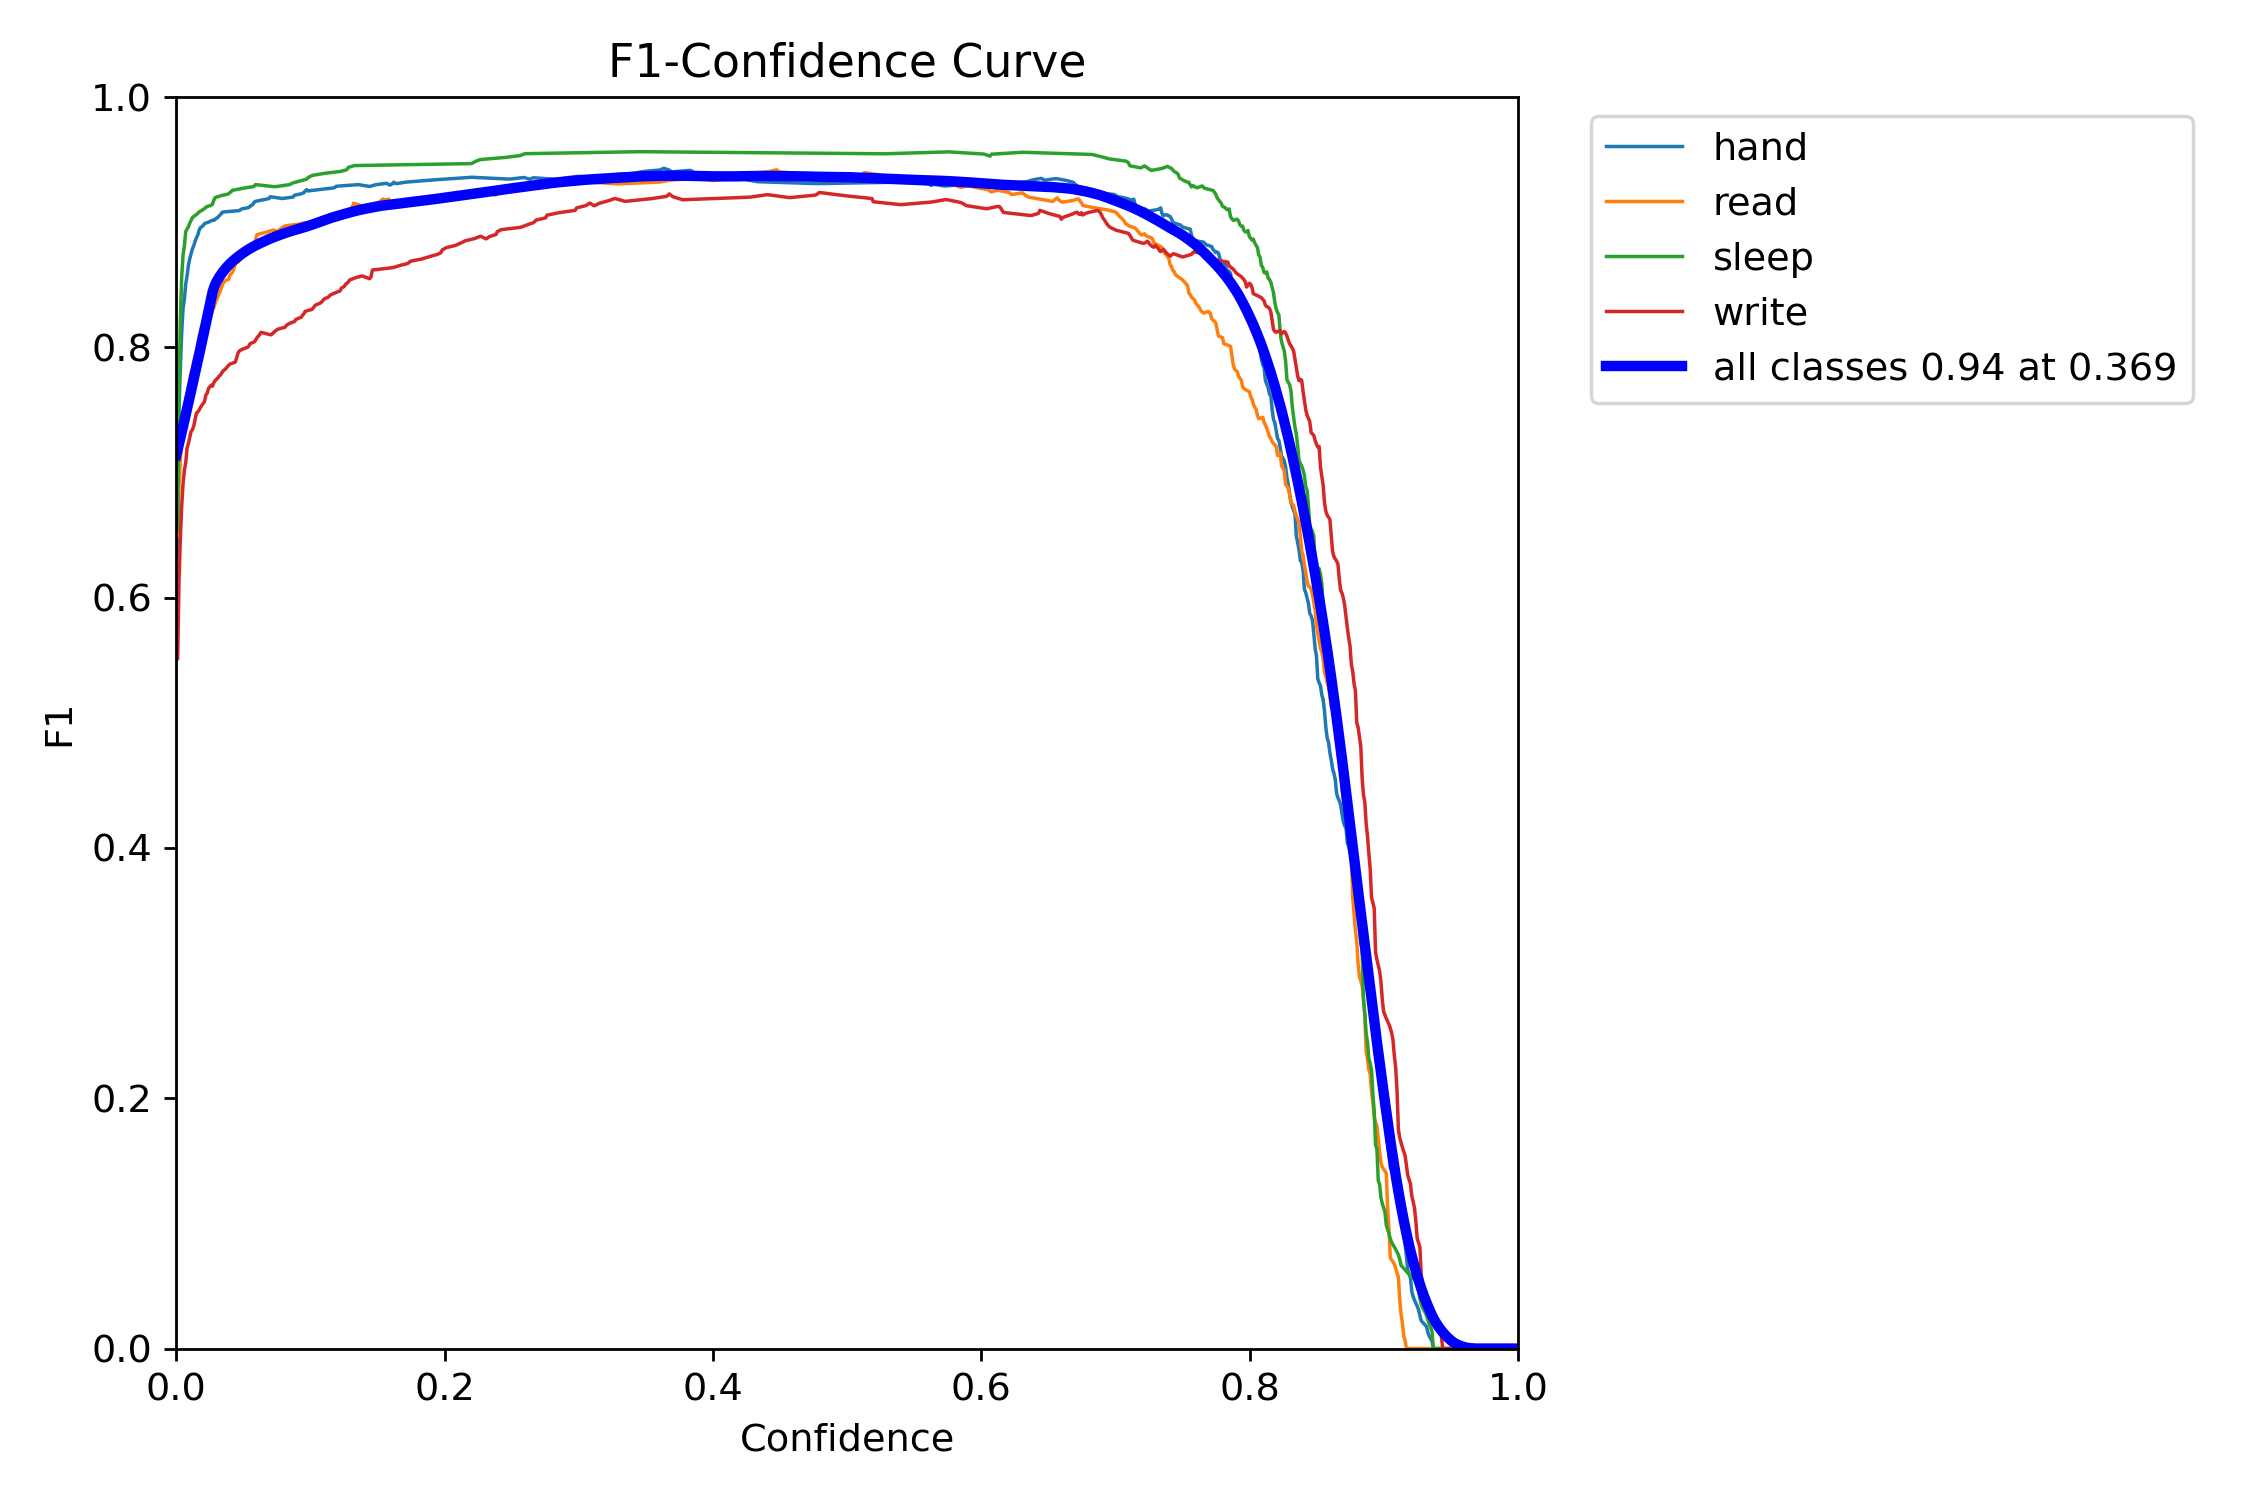 F1-Confidence Curve
1.0
0.8
0.6
0.4
0.2
0.0
F1
0.0 0.2 0.4 0.6 0.8 1.0
Confidence
hand
read
sleep
write
all classes 0.94 at 0.369